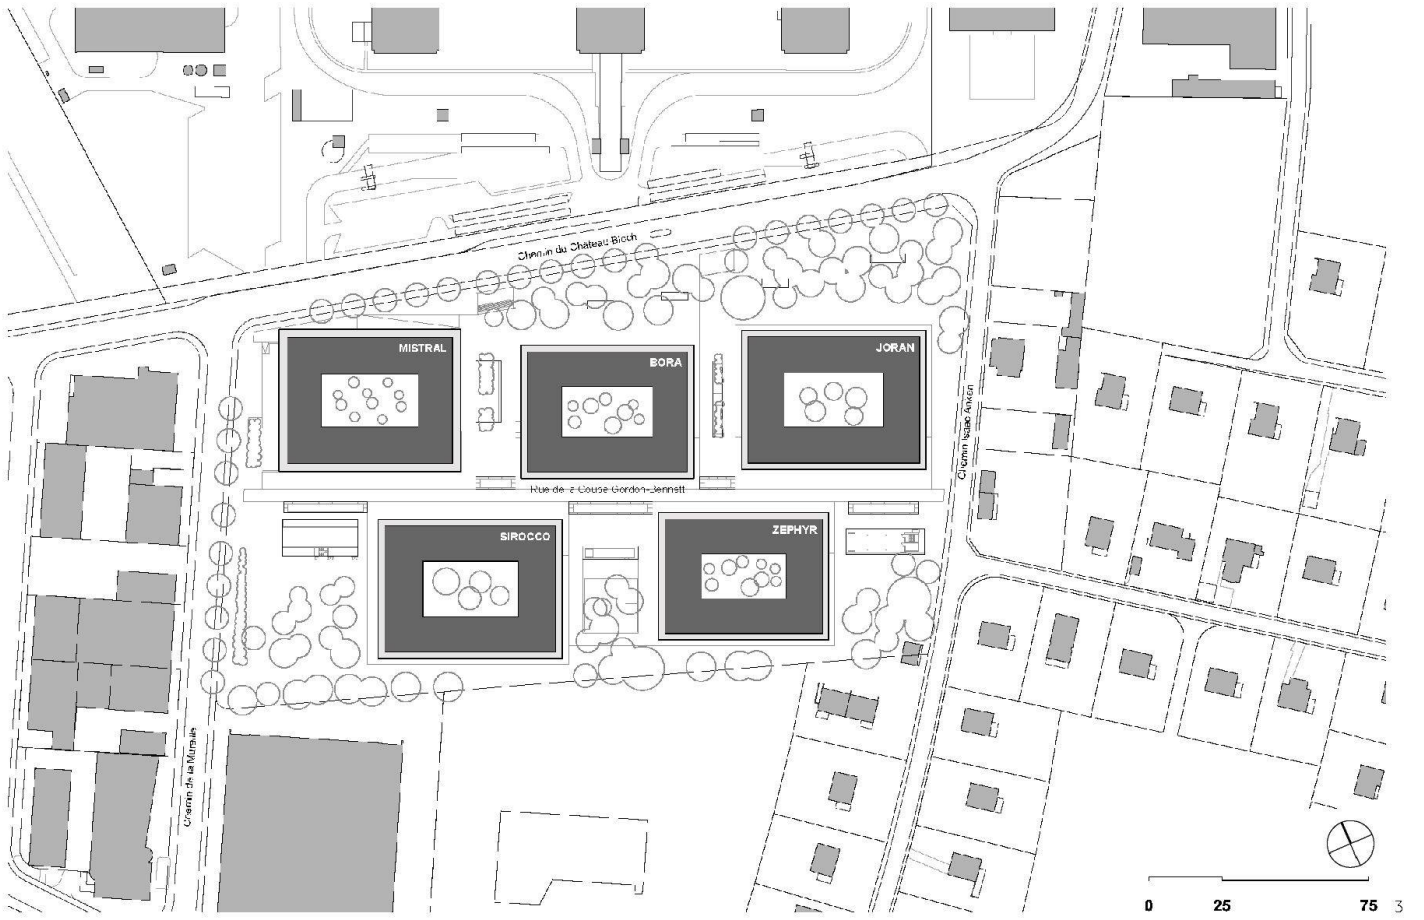 Chemin du Château Bloch
MISTRAL
BORA
JORAN
Chemin Isaac Anken
Rue de la Coupe Gordon-Bennett
SIROCCO
ZEPHYR
Chemin de la Muraille
0 25 75 3